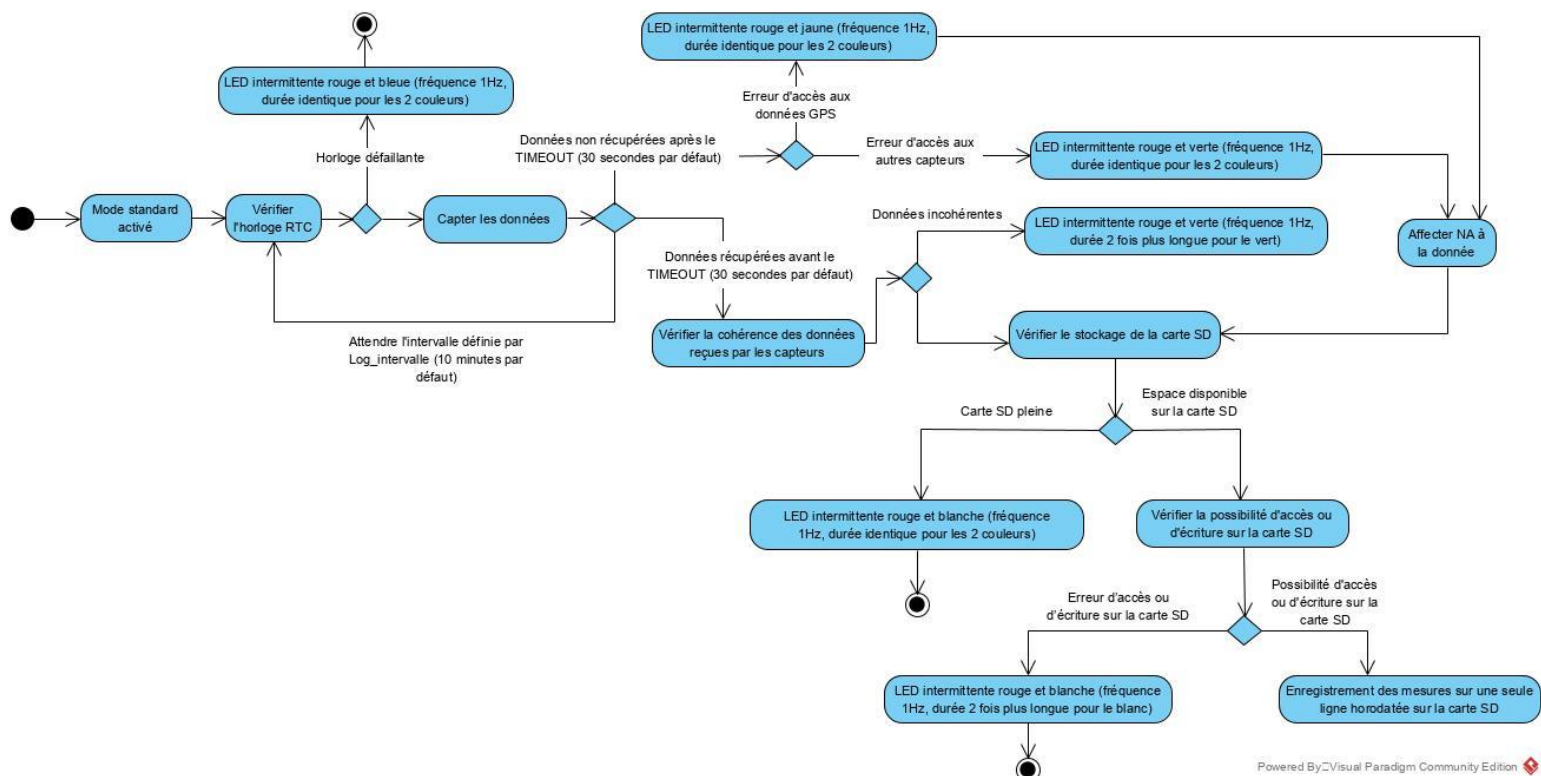 LED intermittente rouge et jaune (fréquence 1Hz,
durée identique pour les 2 couleurs)
LED intermittente rouge et bleue (fréquence 1Hz,
durée identique pour les 2 couleurs)
Erreur d'accès aux
données GPS
Données non récupérées après le
TIMEOUT (30 secondes par défaut)
Horloge défaillante
Erreur d'accès aux
autres capteurs
LED intermittente rouge et verte (fréquence 1Hz,
durée identique pour les 2 couleurs)
Mode standard
activé
Vérifier
l'horloge RTC
Capter les données
Données incohérentes
LED intermittente rouge et verte (fréquence 1Hz,
durée 2 fois plus longue pour le vert)
Affecter NA à
la donnée
Données récupérées avant le
TIMEOUT (30 secondes par défaut)
Attendre l'intervalle définie par
Log_intervalle (10 minutes par
défaut)
Vérifier la cohérence des données
reçues par les capteurs
Vérifier le stockage de la carte SD
Carte SD pleine
Espace disponible
sur la carte SD
LED intermittente rouge et blanche (fréquence
1Hz, durée identique pour les 2 couleurs)
Vérifier la possibilité d'accès ou
d'écriture sur la carte SD
Erreur d'accès ou
d'écriture sur la carte SD
Possibilité d'accès
ou d'écriture sur la
carte SD
LED intermittente rouge et blanche (fréquence
1Hz, durée 2 fois plus longue pour le blanc)
Enregistrement des mesures sur une seule
ligne horodatée sur la carte SD
Powered By Visual Paradigm Community Edition